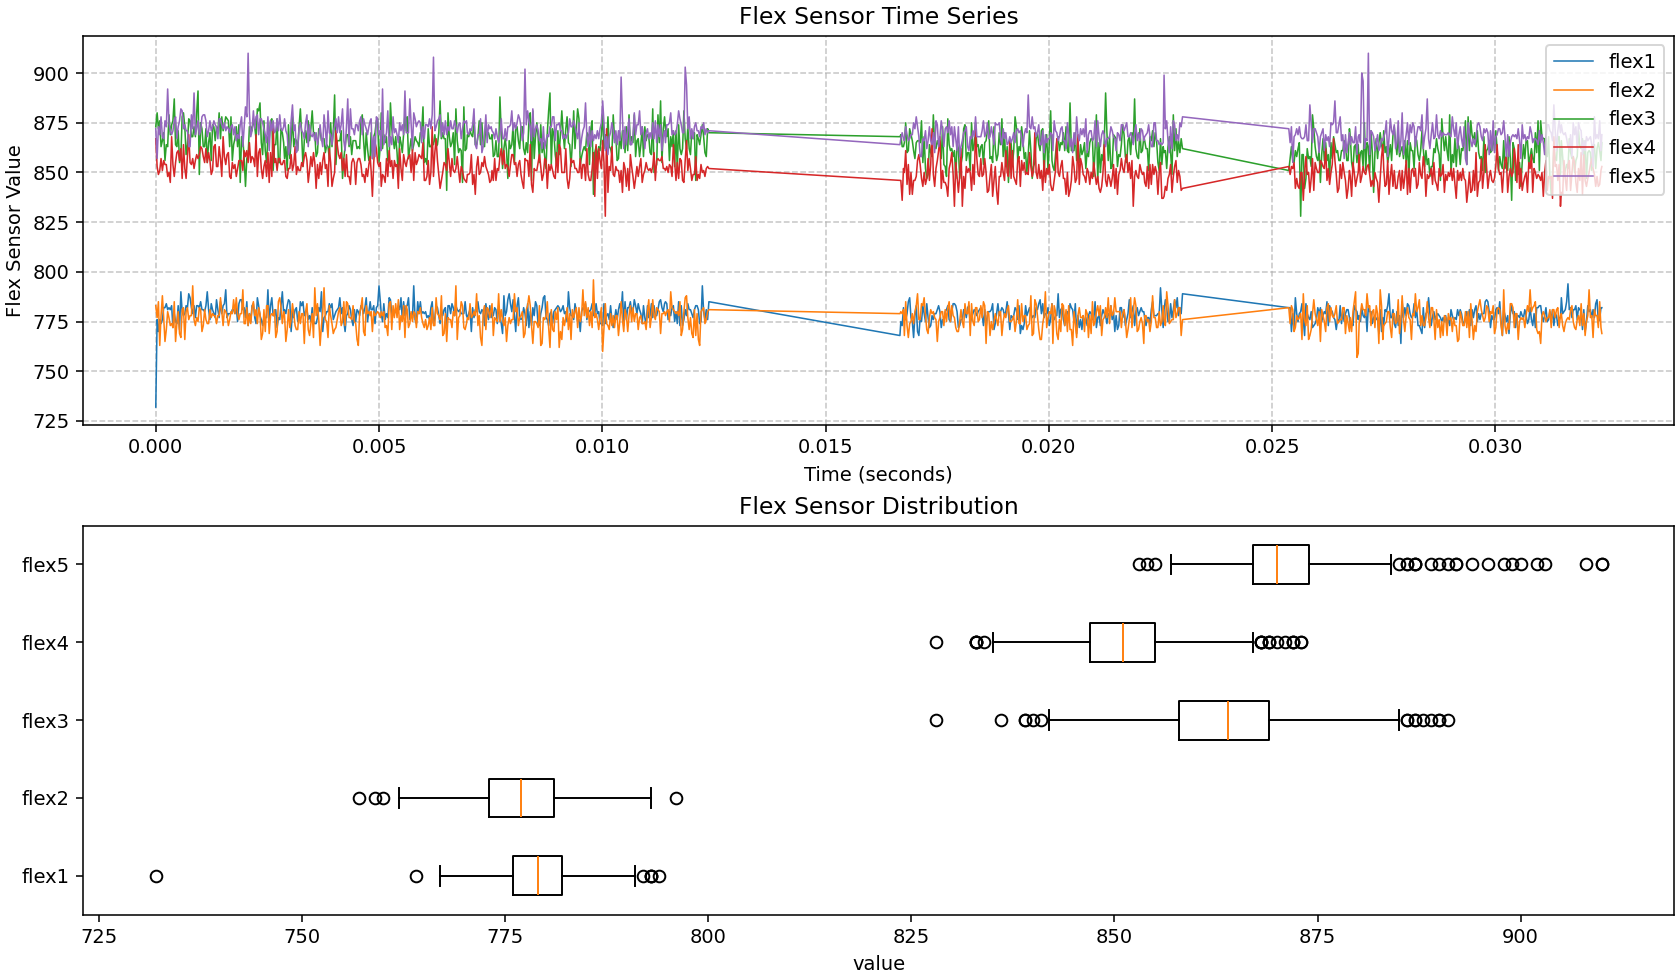 Flex Sensor Time Series
Flex Sensor Value
900
875
850
825
800
775
750
725
flex1
flex2
flex3
flex4
flex5
0.000 0.005 0.010 0.015 0.020 0.025 0.030
Time (seconds)
Flex Sensor Distribution
flex5
flex4
flex3
flex2
flex1
725 750 775 800 825 850 875 900
value